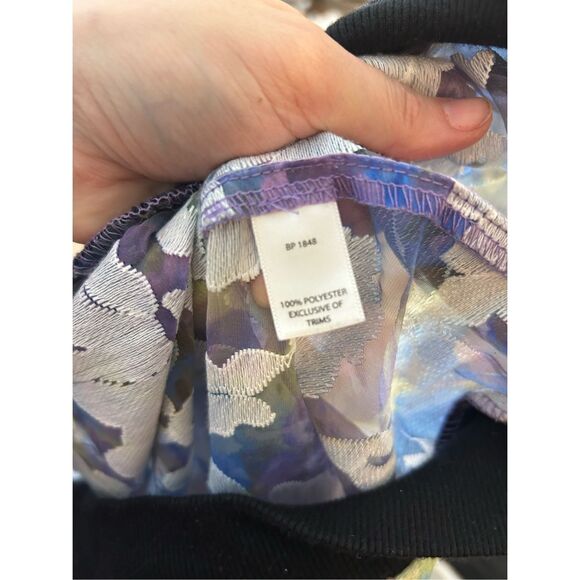 BP 1848
100% POLYESTER
EXCLUSIVE OF
TRIMS